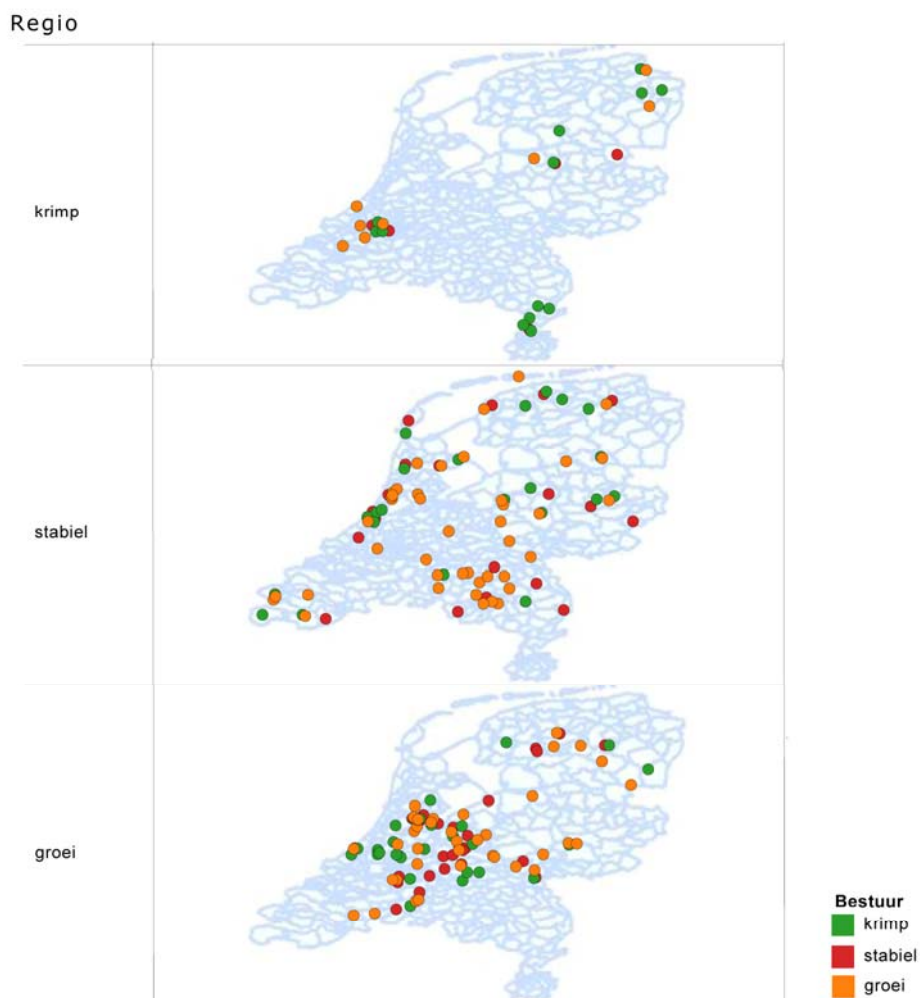 Regio
krimp
stabiel
groei
Bestuur
krimp
stabiel
groei